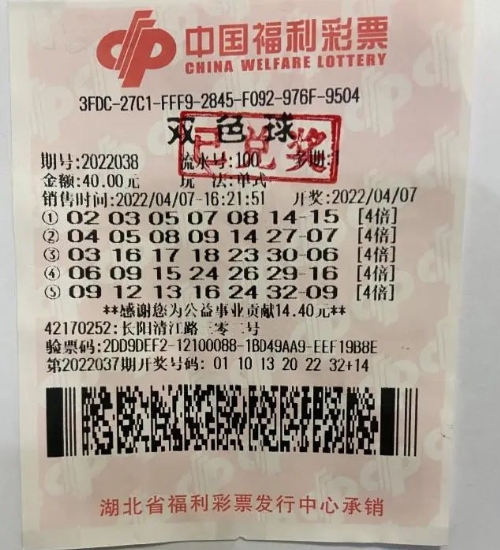 中国福利彩票
CHINA WELFARE LOTTERY
3FDC-27C1-FFF9-2845-F092-976F-9504
双色球
已兑奖
期号:2022038 流水号:100 多期:1
金额:40.00元 玩法:单式
销售时间:2022/04/07-16:21:51 开奖:2022/04/07
① 02 03 05 07 08 14-15 [4倍]
② 04 05 08 09 14 27-07 [4倍]
③ 03 16 17 18 23 30-06 [4倍]
④ 06 09 15 24 26 29-16 [4倍]
⑤ 09 12 13 16 24 32-09 [4倍]
**感谢您为公益事业贡献14.40元**
42170252:长阳清江路三零二号
验票码:2DD9DEF2-12100088-1BD49AA9-EEF19B8E
第2022037期开奖号码: 01 10 13 20 22 32+14
湖北省福利彩票发行中心承销